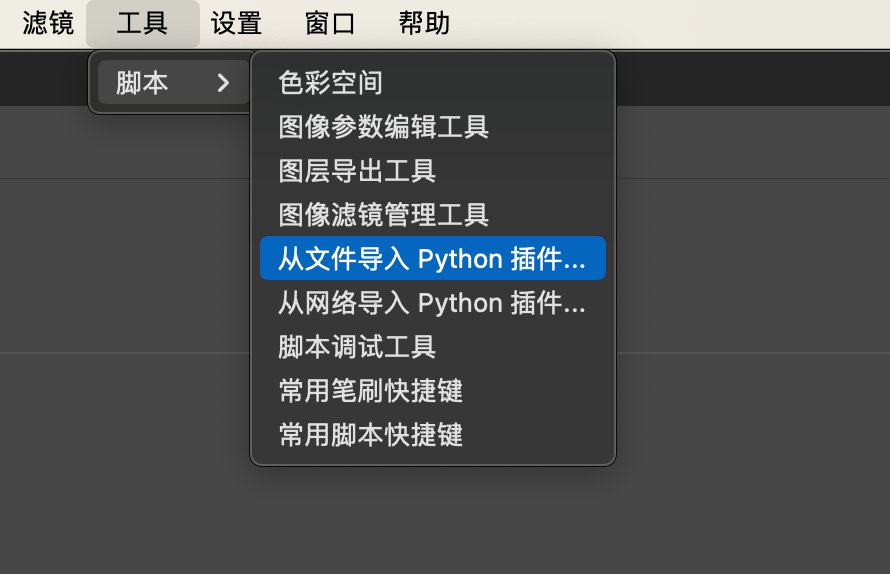 滤镜 工具 设置 窗口 帮助
脚本
色彩空间
图像参数编辑工具
图层导出工具
图像滤镜管理工具
从文件导入 Python 插件...
从网络导入 Python 插件...
脚本调试工具
常用笔刷快捷键
常用脚本快捷键